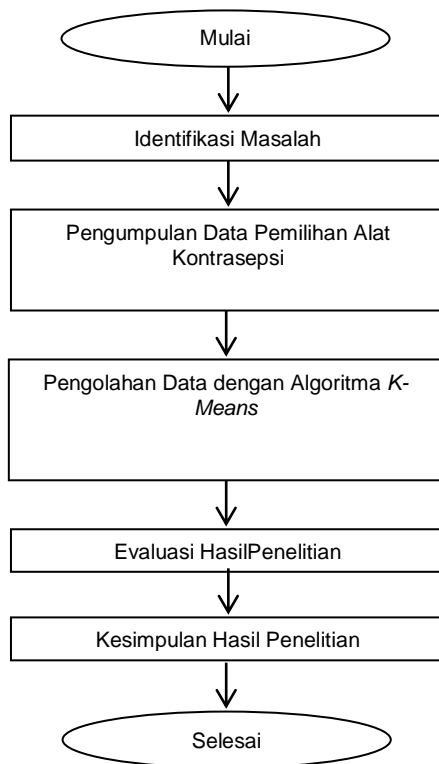 Mulai
Identifikasi Masalah
Pengumpulan Data Pemilihan Alat
Kontrasepsi
Pengolahan Data dengan Algoritma K-
Means
Evaluasi HasilPenelitian
Kesimpulan Hasil Penelitian
Selesai